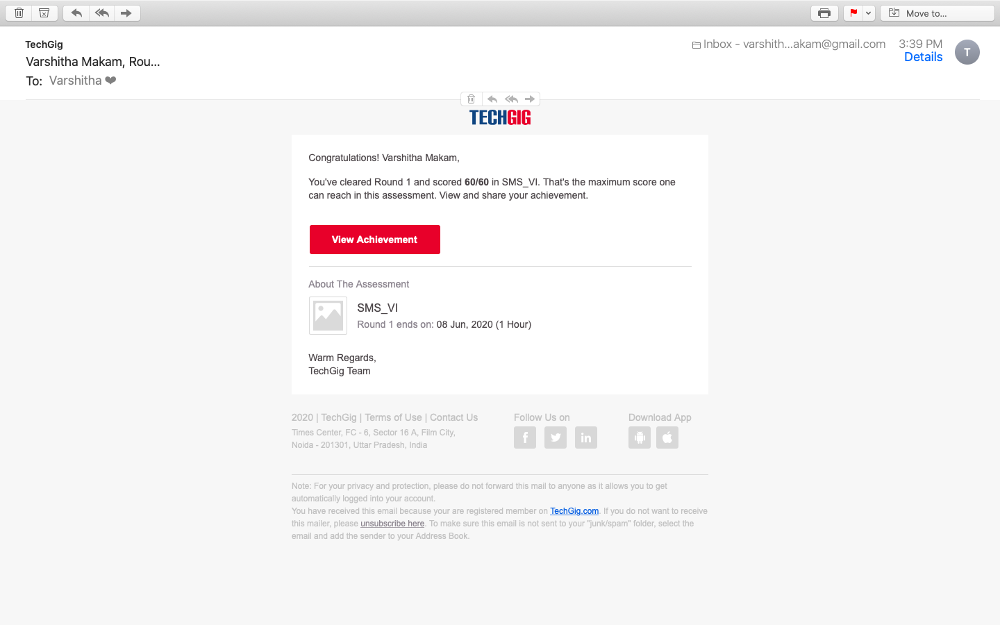 Move to...
TechGig
Inbox - varshith...akam@gmail.com 3:39 PM
Varshitha Makam, Rou...
Details
T
To: Varshitha ❤
TECHGIG
Congratulations! Varshitha Makam,
You've cleared Round 1 and scored 60/60 in SMS_VI. That's the maximum score one
can reach in this assessment. View and share your achievement.
View Achievement
About The Assessment
SMS_VI
Round 1 ends on: 08 Jun, 2020 (1 Hour)
Warm Regards,
TechGig Team
2020 | TechGig | Terms of Use | Contact Us
Times Center, FC - 6, Sector 16 A, Film City,
Noida - 201301, Uttar Pradesh, India
Follow Us on
f
in
Download App
Note: For your privacy and protection, please do not forward this mail to anyone as it allows you to get
automatically logged into your account.
You have received this email because your are registered member on TechGig.com. If you do not want to receive
this mailer, please unsubscribe here. To make sure this email is not sent to your "junk/spam" folder, select the
email and add the sender to your Address Book.